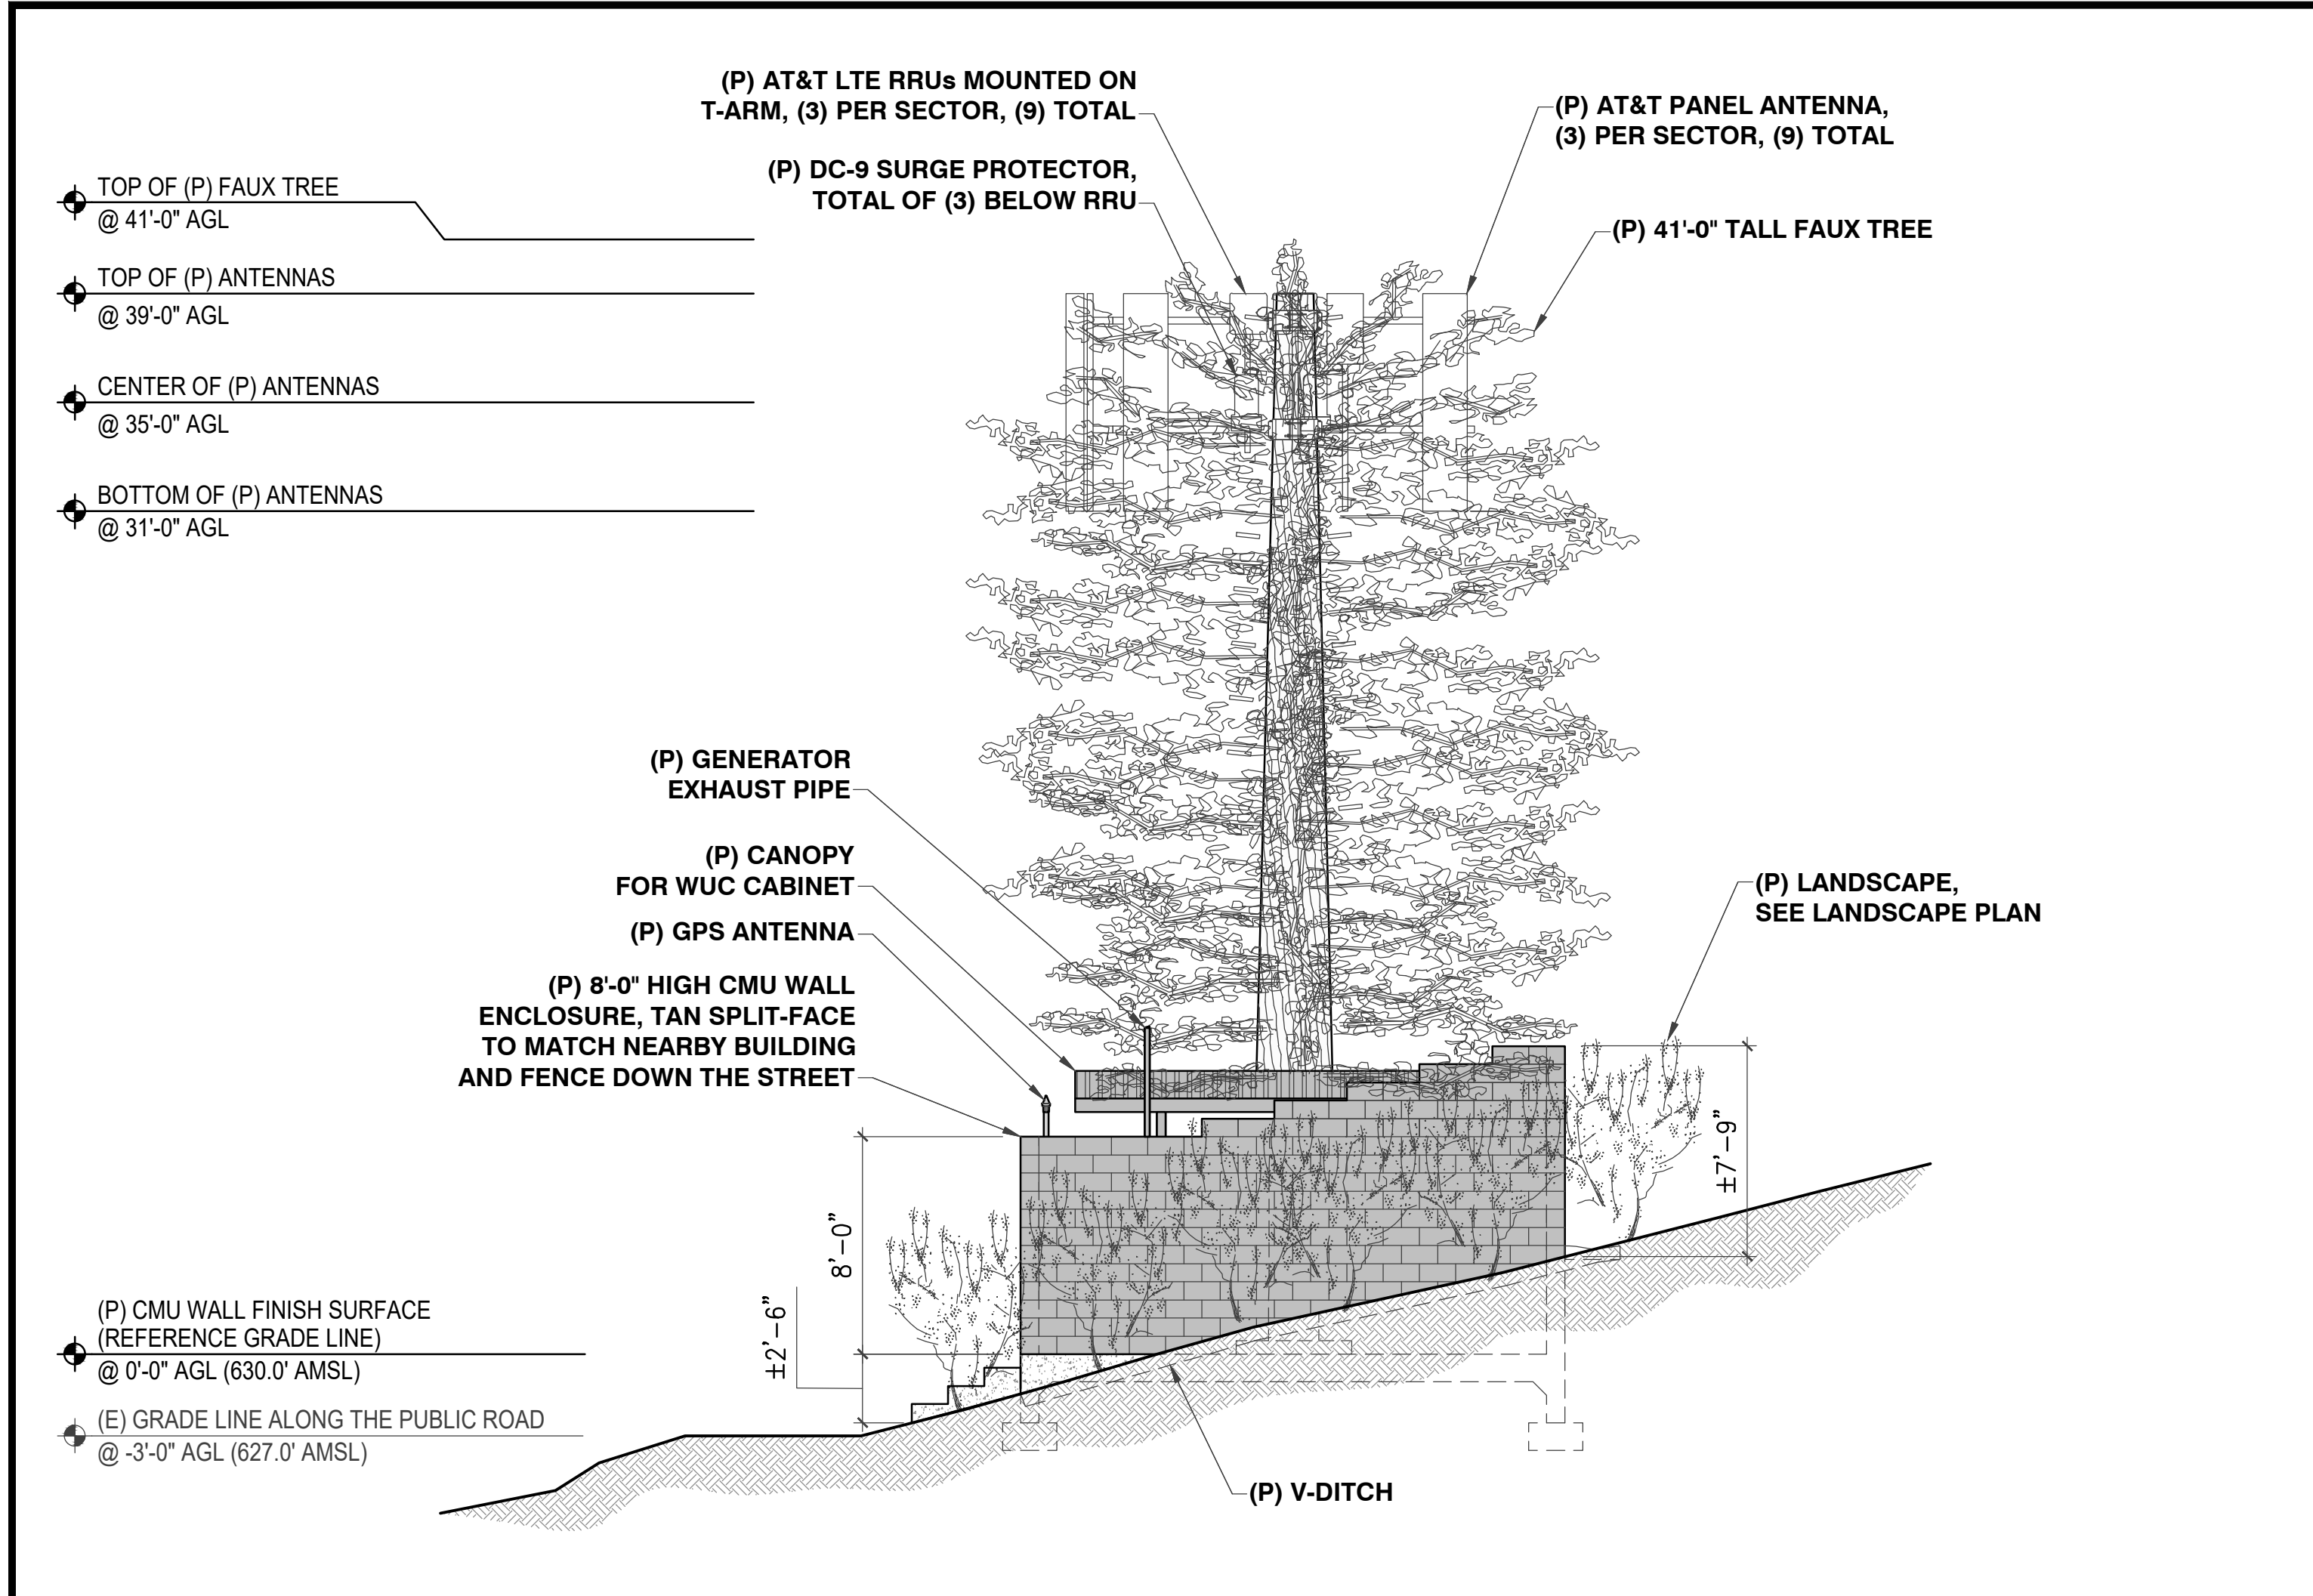 (P) AT&T LTE RRUs MOUNTED ON
T-ARM, (3) PER SECTOR, (9) TOTAL
(P) DC-9 SURGE PROTECTOR,
TOTAL OF (3) BELOW RRU
(P) AT&T PANEL ANTENNA,
(3) PER SECTOR, (9) TOTAL
(P) 41'-0" TALL FAUX TREE
TOP OF (P) FAUX TREE
@ 41'-0" AGL
TOP OF (P) ANTENNAS
@ 39'-0" AGL
CENTER OF (P) ANTENNAS
@ 35'-0" AGL
BOTTOM OF (P) ANTENNAS
@ 31'-0" AGL
(P) GENERATOR
EXHAUST PIPE
(P) CANOPY
FOR WUC CABINET
(P) GPS ANTENNA
(P) 8'-0" HIGH CMU WALL
ENCLOSURE, TAN SPLIT-FACE
TO MATCH NEARBY BUILDING
AND FENCE DOWN THE STREET
(P) LANDSCAPE,
SEE LANDSCAPE PLAN
±7'-9"
8'-0"
±2'-6"
(P) CMU WALL FINISH SURFACE
(REFERENCE GRADE LINE)
@ 0'-0" AGL (630.0' AMSL)
(E) GRADE LINE ALONG THE PUBLIC ROAD
@ -3'-0" AGL (627.0' AMSL)
(P) V-DITCH